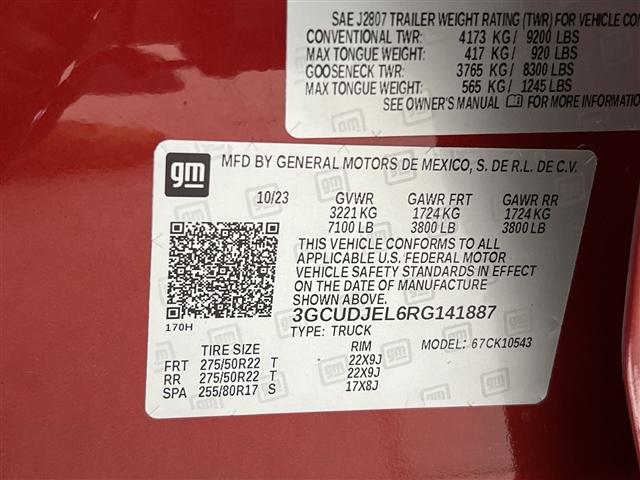 SAE J2807 TRAILER WEIGHT RATING (TWR) FOR VEHICLE CON
CONVENTIONAL TWR: 4173 KG / 9200 LBS
MAX TONGUE WEIGHT: 417 KG / 920 LBS
GOOSENECK TWR: 3765 KG / 8300 LBS
MAX TONGUE WEIGHT: 565 KG / 1245 LBS
SEE OWNER'S MANUAL FOR MORE INFORMATIO
gm MFD BY GENERAL MOTORS DE MEXICO, S. DE R.L. DE C.V.
10/23 GVWR GAWR FRT GAWR RR
3221 KG 1724 KG 1724 KG
7100 LB 3800 LB 3800 LB
THIS VEHICLE CONFORMS TO ALL
APPLICABLE U.S. FEDERAL MOTOR
VEHICLE SAFETY STANDARDS IN EFFECT
ON THE DATE OF MANUFACTURE
SHOWN ABOVE.
170H 3GCUDJEL6RG141887
TYPE: TRUCK MODEL: 67CK10543
TIRE SIZE RIM
FRT 275/50R22 T 22X9J
RR 275/50R22 T 22X9J
SPA 255/80R17 S 17X8J